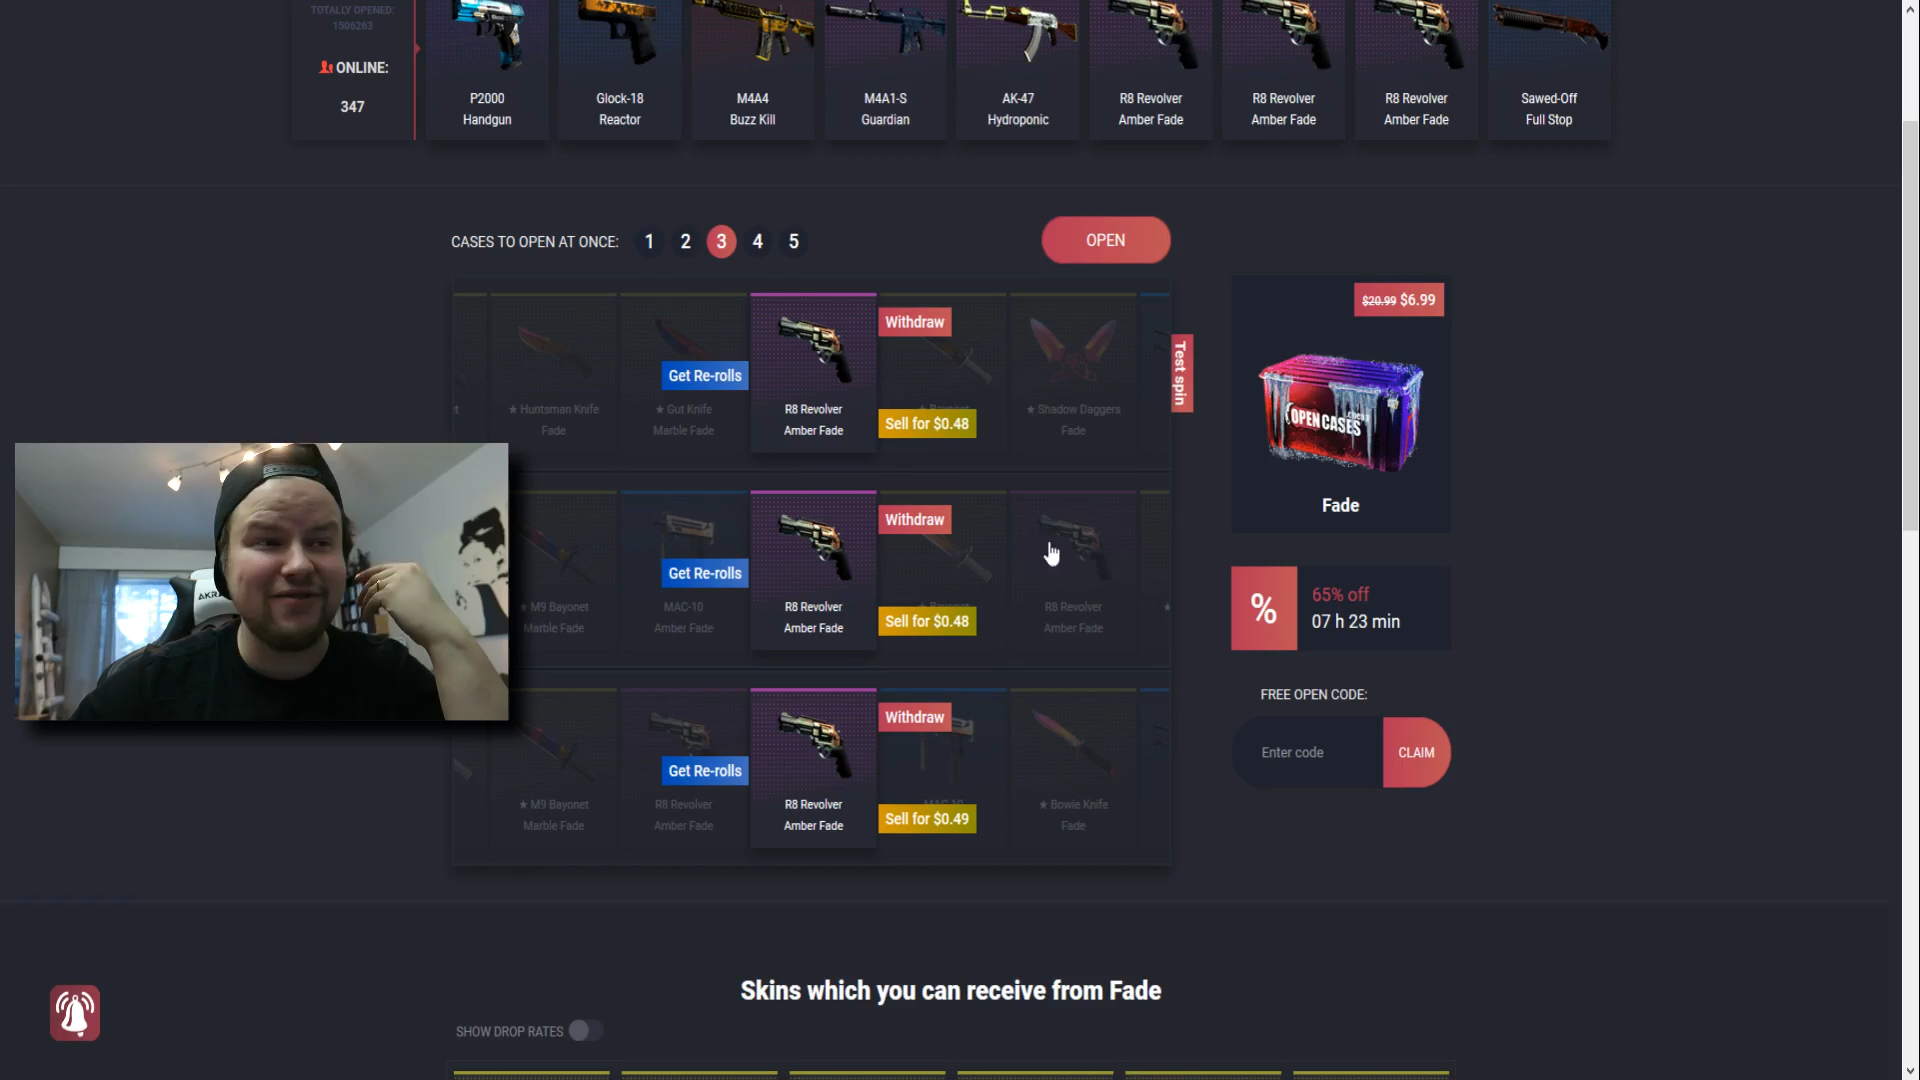 TOTALLY OPENED:
1506263
ONLINE:
347
P2000
Handgun
Glock-18
Reactor
M4A4
Buzz Kill
M4A1-S
Guardian
AK-47
Hydroponic
R8 Revolver
Amber Fade
R8 Revolver
Amber Fade
R8 Revolver
Amber Fade
Sawed-Off
Full Stop
CASES TO OPEN AT ONCE: 1 2 3 4 5
OPEN
★ Huntsman Knife
Fade
★ Gut Knife
Marble Fade
Get Re-rolls
R8 Revolver
Amber Fade
Withdraw
Sell for $0.48
★ Shadow Daggers
Fade
Test spin
★ M9 Bayonet
Marble Fade
MAC-10
Amber Fade
Get Re-rolls
R8 Revolver
Amber Fade
Withdraw
Sell for $0.48
R8 Revolver
Amber Fade
★ M9 Bayonet
Marble Fade
R8 Revolver
Amber Fade
Get Re-rolls
R8 Revolver
Amber Fade
Withdraw
MAC-10
Sell for $0.49
★ Bowie Knife
Fade
$20.99 $6.99
OPENCASES
Fade
%
65% off
07 h 23 min
FREE OPEN CODE:
Enter code
CLAIM
Skins which you can receive from Fade
SHOW DROP RATES